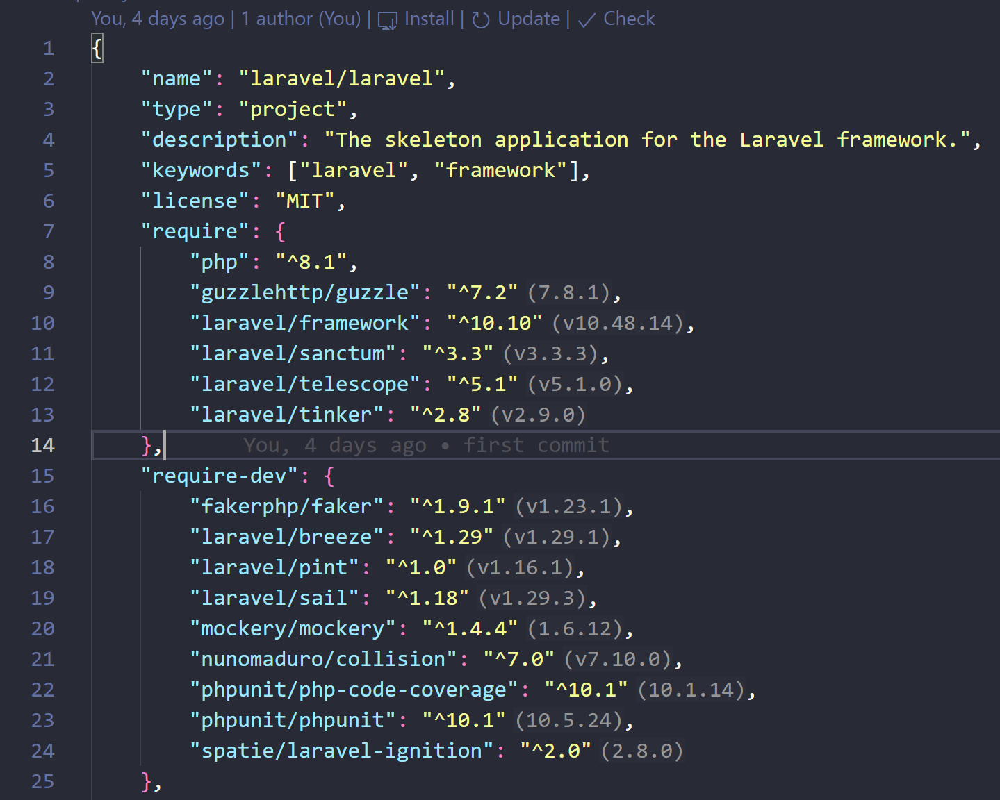 You, 4 days ago | 1 author (You) | Install | Update | Check
1 {
2 "name": "laravel/laravel",
3 "type": "project",
4 "description": "The skeleton application for the Laravel framework.",
5 "keywords": ["laravel", "framework"],
6 "license": "MIT",
7 "require": {
8 "php": "^8.1",
9 "guzzlehttp/guzzle": "^7.2" (7.8.1),
10 "laravel/framework": "^10.10" (v10.48.14),
11 "laravel/sanctum": "^3.3" (v3.3.3),
12 "laravel/telescope": "^5.1" (v5.1.0),
13 "laravel/tinker": "^2.8" (v2.9.0)
14 }, You, 4 days ago • first commit
15 "require-dev": {
16 "fakerphp/faker": "^1.9.1" (v1.23.1),
17 "laravel/breeze": "^1.29" (v1.29.1),
18 "laravel/pint": "^1.0" (v1.16.1),
19 "laravel/sail": "^1.18" (v1.29.3),
20 "mockery/mockery": "^1.4.4" (1.6.12),
21 "nunomaduro/collision": "^7.0" (v7.10.0),
22 "phpunit/php-code-coverage": "^10.1" (10.1.14),
23 "phpunit/phpunit": "^10.1" (10.5.24),
24 "spatie/laravel-ignition": "^2.0" (2.8.0)
25 },